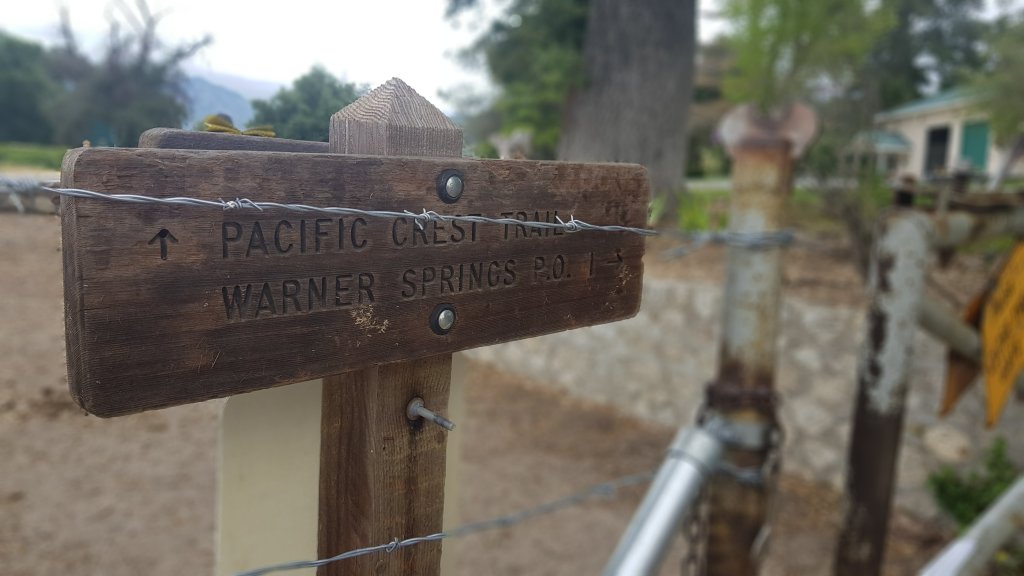 ↑ PACIFIC CREST TRAIL
WARNER SPRINGS P.O. 1 →